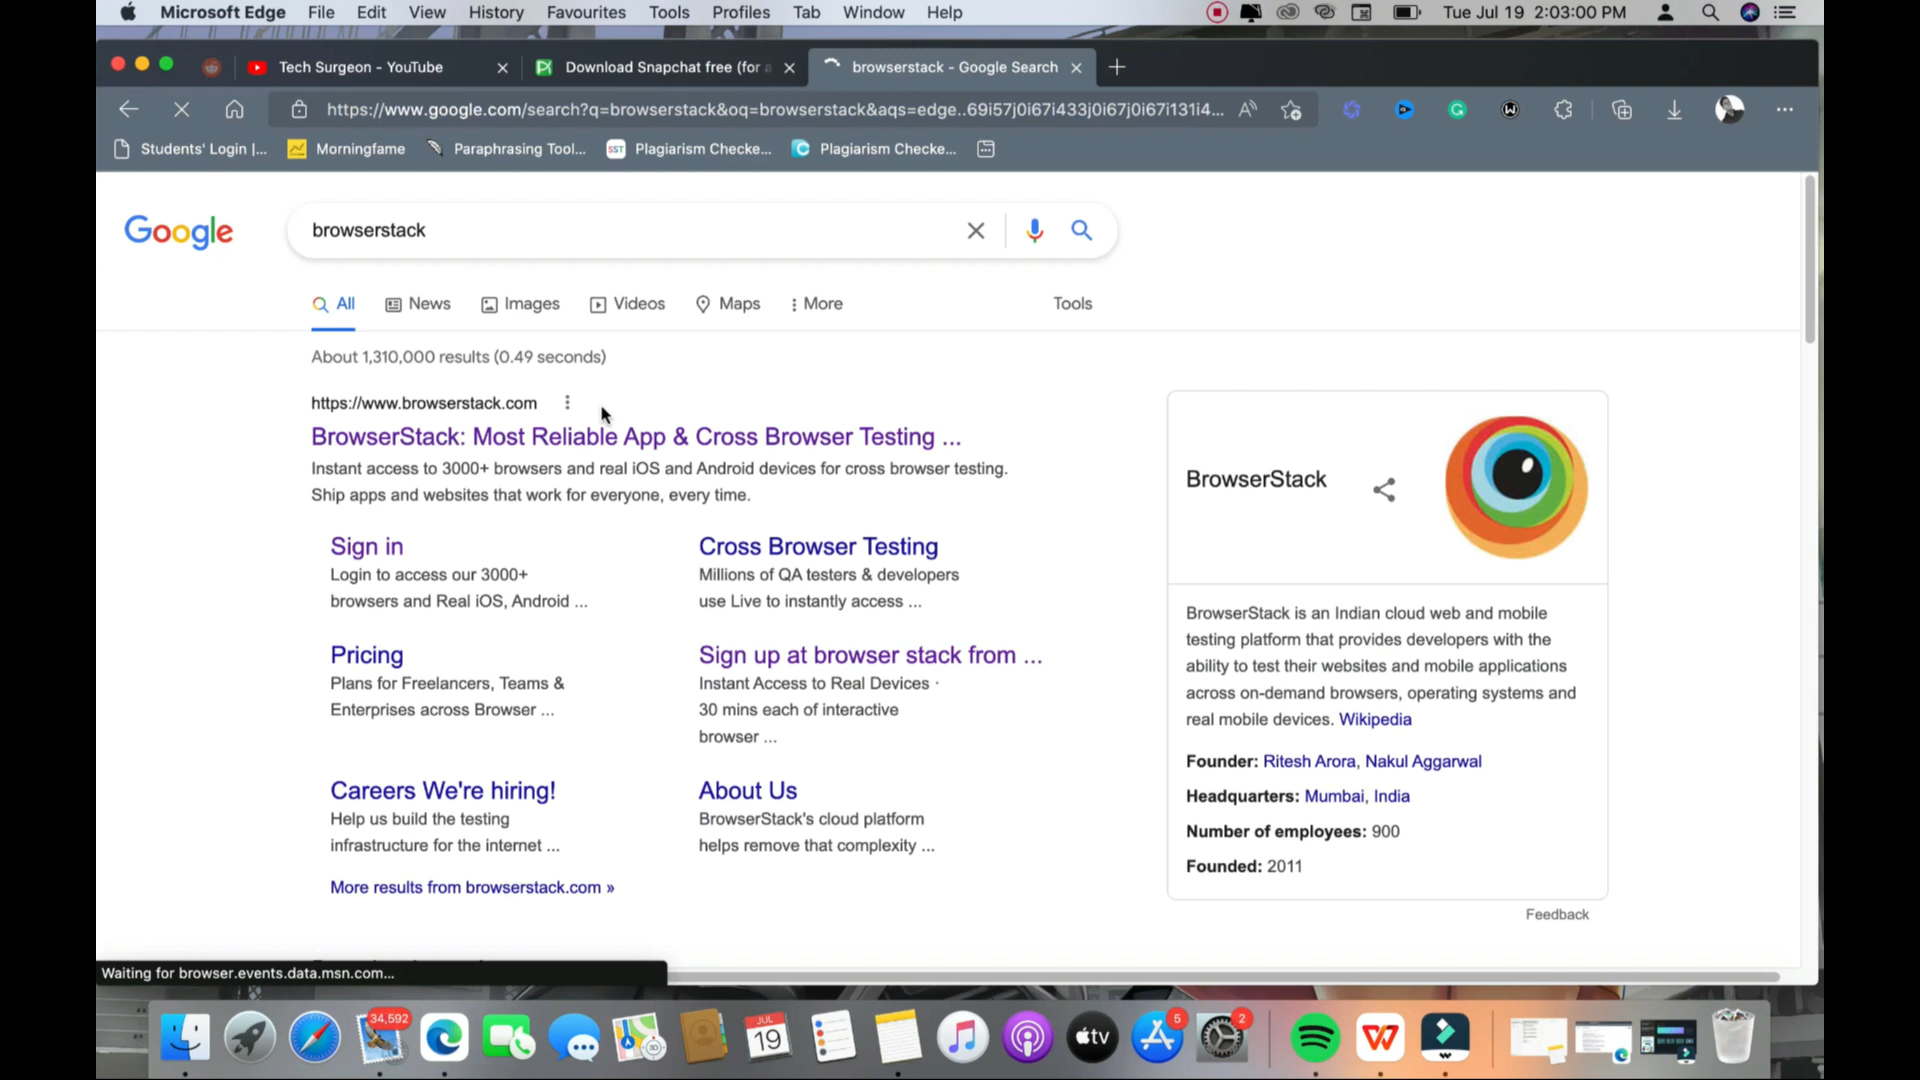 Microsoft Edge File Edit View History Favourites Tools Profiles Tab Window Help Tue Jul 19 2:03:00 PM
Tech Surgeon - YouTube
Download Snapchat free (for a
browserstack - Google Search
https://www.google.com/search?q=browserstack&oq=browserstack&aqs=edge..69i57j0i67i433j0i67j0i67i131i4...
Students' Login |...
Morningfame
Paraphrasing Tool...
SST
Plagiarism Checke...
Plagiarism Checke...
Google
browserstack
All
News
Images
Videos
Maps
More
Tools
About 1,310,000 results (0.49 seconds)
https://www.browserstack.com
BrowserStack: Most Reliable App & Cross Browser Testing ...
Instant access to 3000+ browsers and real iOS and Android devices for cross browser testing.
Ship apps and websites that work for everyone, every time.
Sign in
Login to access our 3000+
browsers and Real iOS, Android ...
Cross Browser Testing
Millions of QA testers & developers
use Live to instantly access ...
Pricing
Plans for Freelancers, Teams &
Enterprises across Browser ...
Sign up at browser stack from ...
Instant Access to Real Devices ·
30 mins each of interactive
browser ...
Careers We're hiring!
Help us build the testing
infrastructure for the internet ...
About Us
BrowserStack's cloud platform
helps remove that complexity ...
More results from browserstack.com »
BrowserStack
BrowserStack is an Indian cloud web and mobile
testing platform that provides developers with the
ability to test their websites and mobile applications
across on-demand browsers, operating systems and
real mobile devices. Wikipedia
Founder: Ritesh Arora, Nakul Aggarwal
Headquarters: Mumbai, India
Number of employees: 900
Founded: 2011
Feedback
Waiting for browser.events.data.msn.com...
34,592
JUL
19
tv
5
2